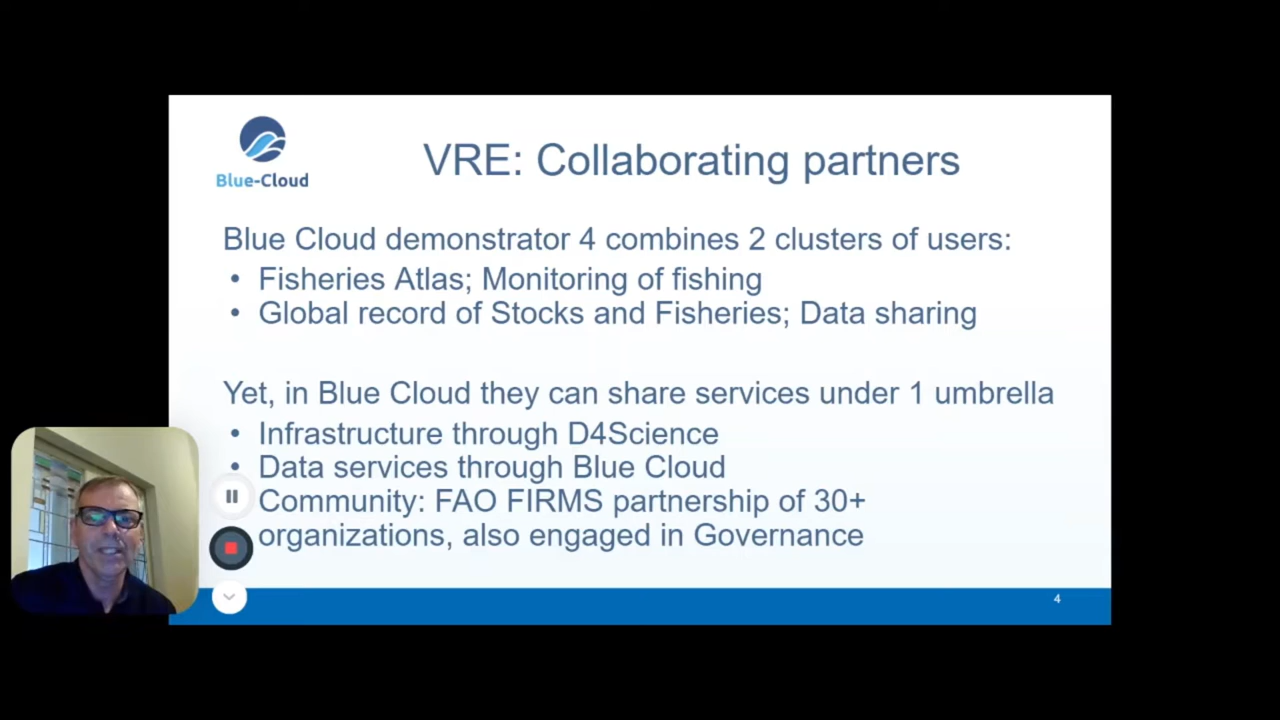 Blue-Cloud
VRE: Collaborating partners
Blue Cloud demonstrator 4 combines 2 clusters of users:
• Fisheries Atlas; Monitoring of fishing
• Global record of Stocks and Fisheries; Data sharing
Yet, in Blue Cloud they can share services under 1 umbrella
• Infrastructure through D4Science
• Data services through Blue Cloud
Community: FAO FIRMS partnership of 30+
organizations, also engaged in Governance
4